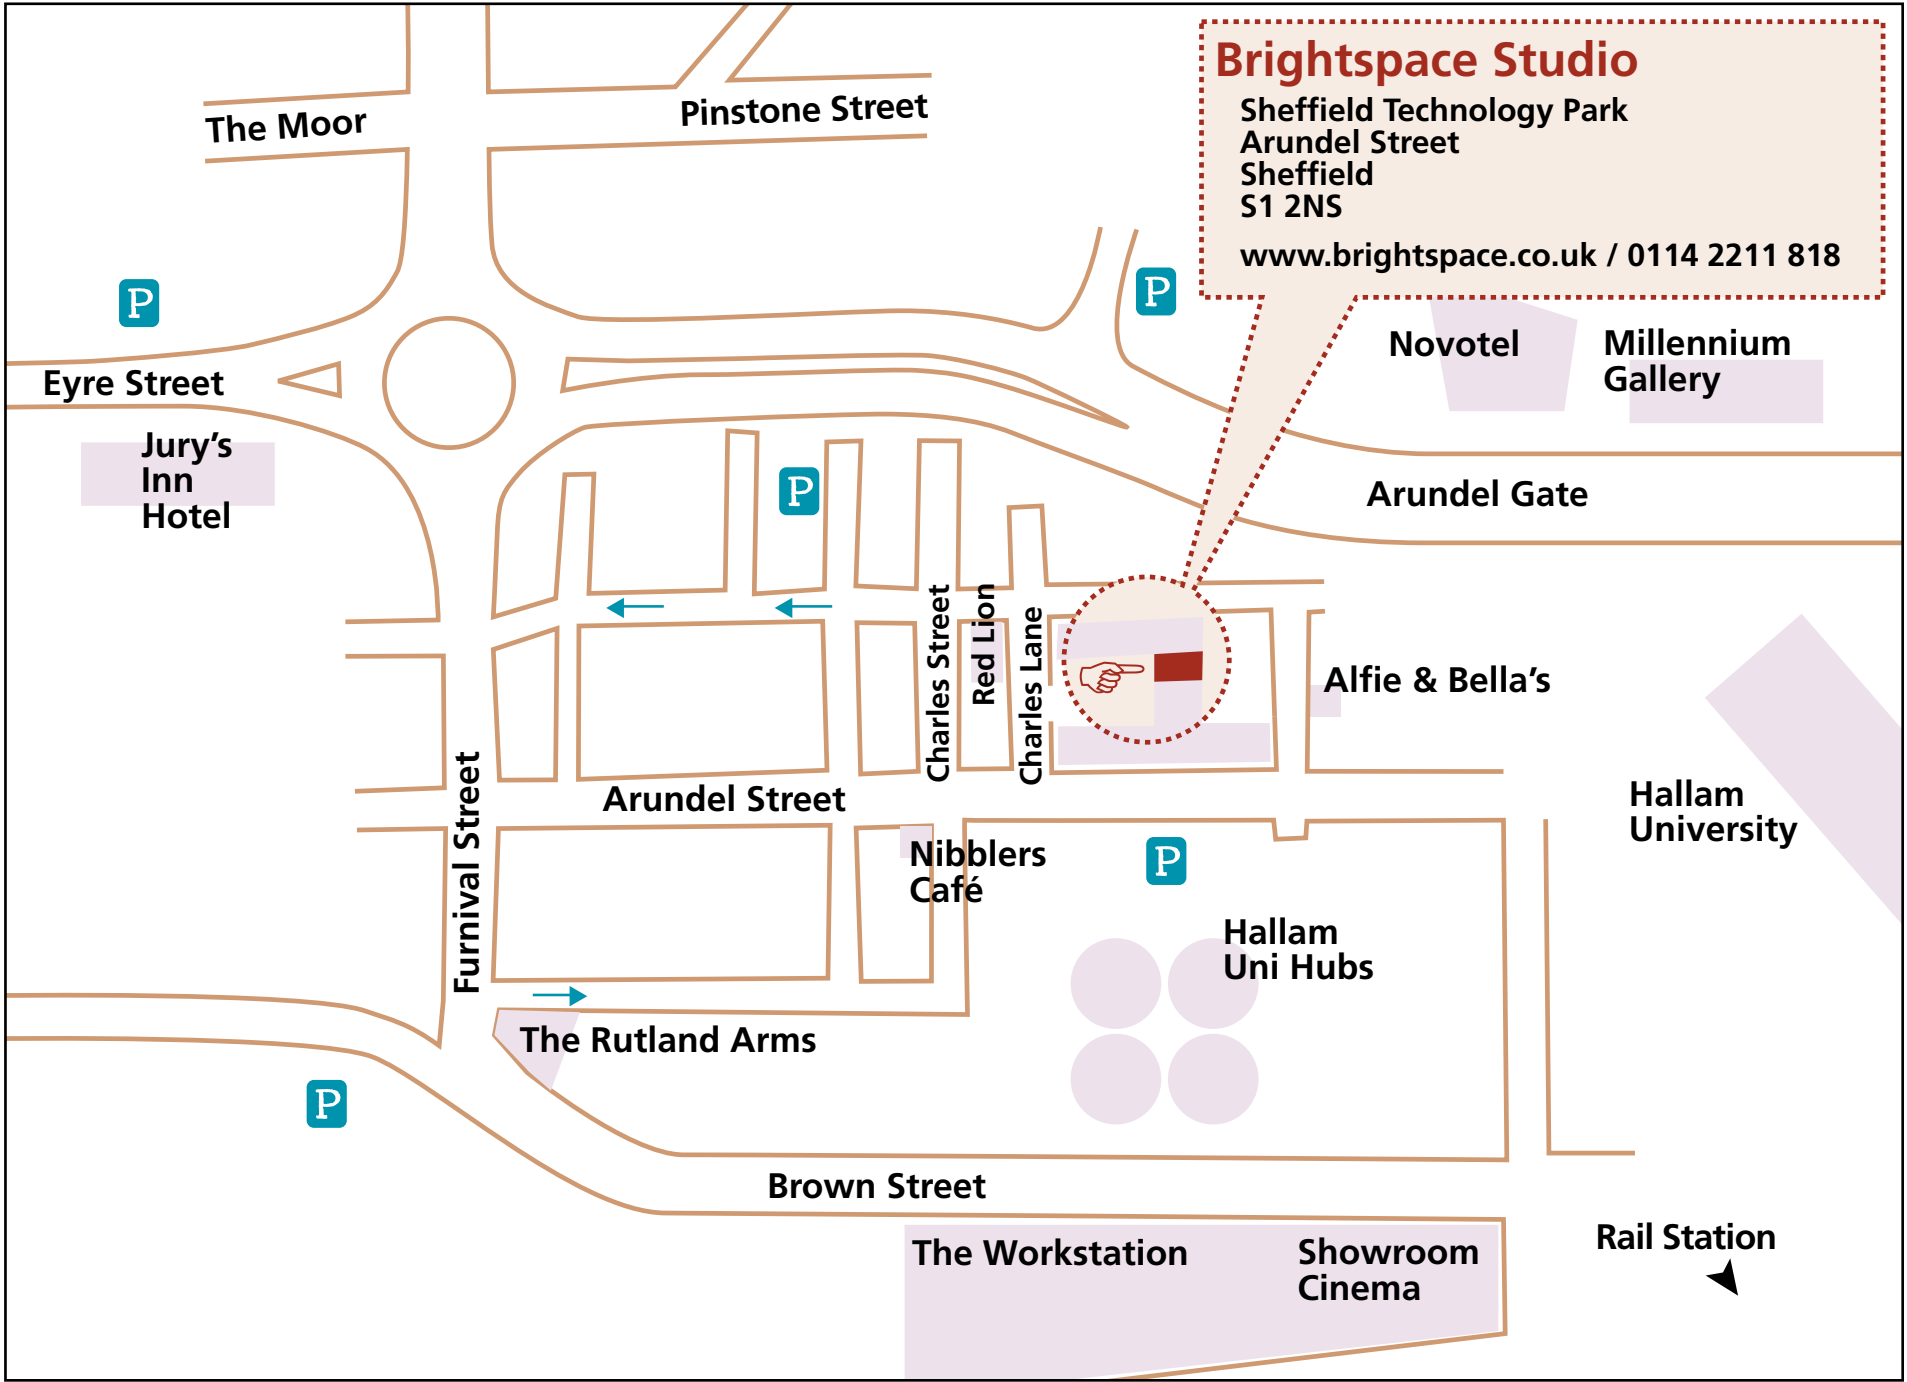 Brightspace Studio
Sheffield Technology Park
Arundel Street
Sheffield
S1 2NS
www.brightspace.co.uk / 0114 2211 818
The Moor
Pinstone Street
P
P
Novotel
Millennium
Gallery
Eyre Street
Jury’s
Inn
Hotel
P
Arundel Gate
Charles Street
Red Lion
Charles Lane
Alfie & Bella’s
Furnival Street
Arundel Street
Hallam
University
Nibblers
Café
P
Hallam
Uni Hubs
The Rutland Arms
P
Brown Street
The Workstation
Showroom
Cinema
Rail Station